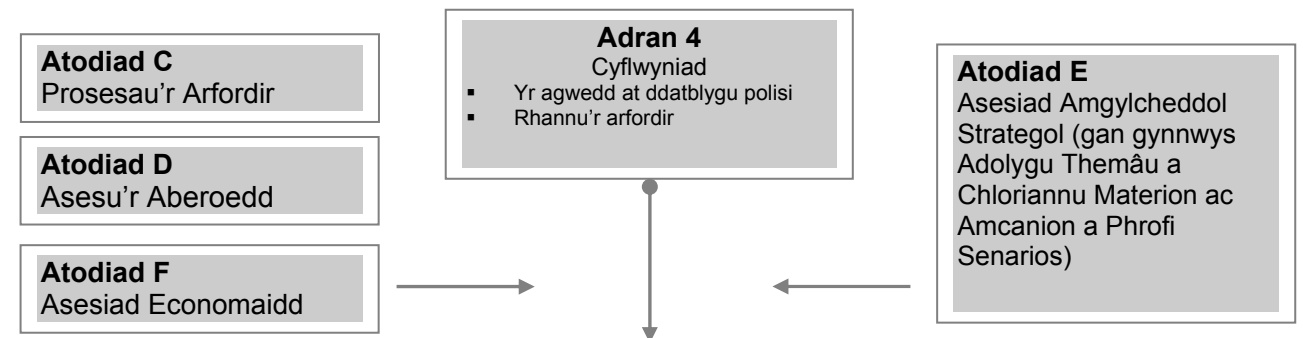 Atodiad C
Prosesau'r Arfordir
Atodiad D
Asesu’r Aberoedd
Atodiad F
Asesiad Economaidd
Adran 4
Cyflwyniad
▪ Yr agwedd at ddatblygu polisi
▪ Rhannu'r arfordir
Atodiad E
Asesiad Amgylcheddol
Strategol (gan gynnwys
Adolygu Themâu a
Chloriannu Materion ac
Amcanion a Phrofi
Senarios)